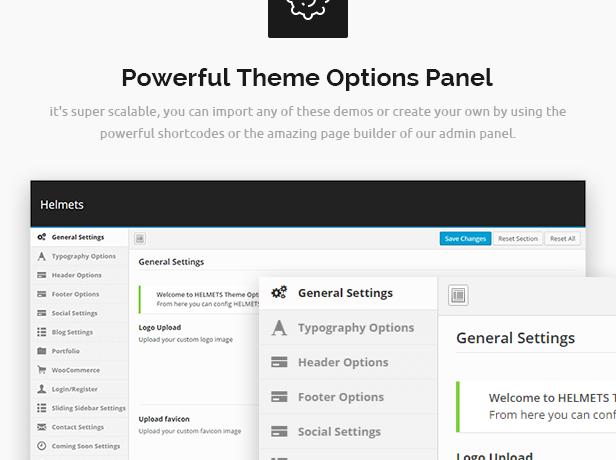 Powerful Theme Options Panel
it's super scalable, you can import any of these demos or create your own by using the
powerful shortcodes or the amazing page builder of our admin panel.
Helmets
General Settings
Typography Options
Header Options
Footer Options
Social Settings
Blog Settings
Portfolio
WooCommerce
Login/Register
Sliding Sidebar Settings
Contact Settings
Coming Soon Settings
Save Changes
Reset Section
Reset All
General Settings
Welcome to HELMETS Theme Opt
From here you can config HELMETS
Logo Upload
Upload your custom logo image
Upload favicon
Upload your custom favicon image
General Settings
Typography Options
Header Options
Footer Options
Social Settings
General Settings
Welcome to HELMETS T
From here you can conf
Logo Upload